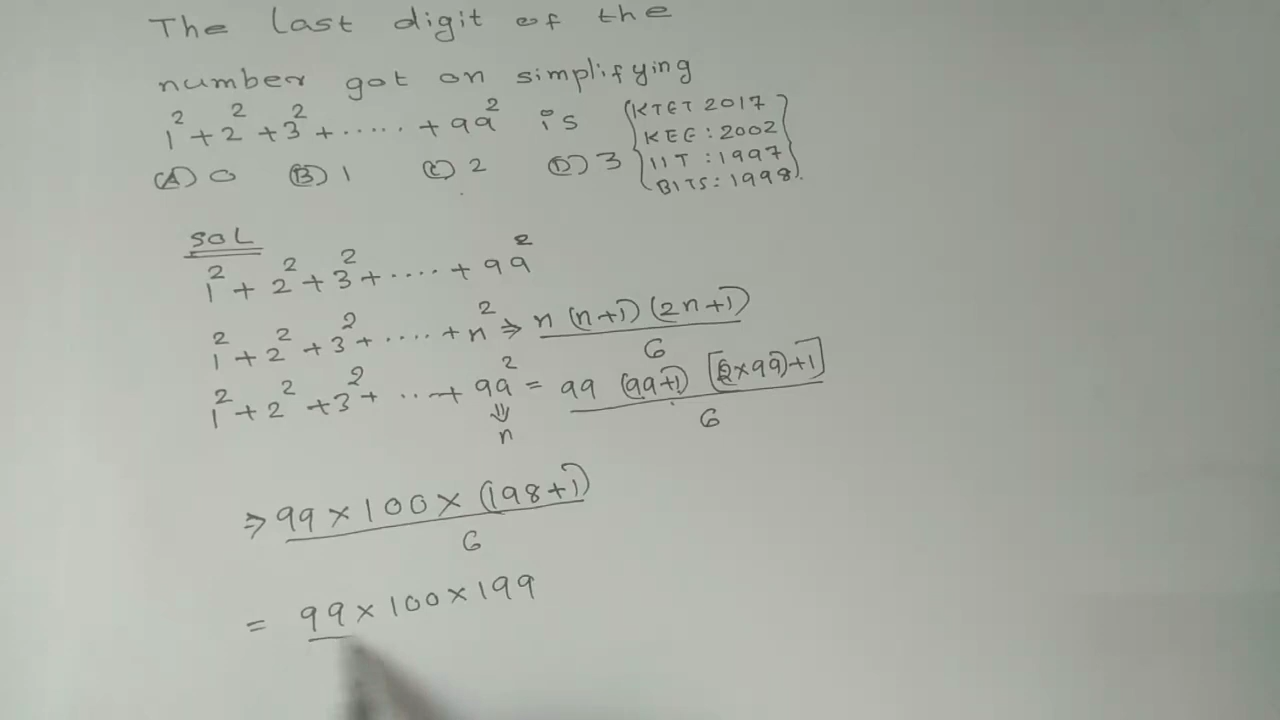 The last digit of the
number got on simplifying
1² + 2² + 3² + ..... + 99² is
(A) 0 (B) 1 (C) 2 (D) 3
{KTET 2017
KEE : 2002
IIT : 1997
BITS : 1998}.
SOL
1² + 2² + 3² + ..... + 99²
1² + 2² + 3² + ..... + n² ⇒ n (n+1) (2n+1)
6
1² + 2² + 3² + ... + 99² = 99 (99+1) [(2×99)+1]
6
⇓
n
⇒ 99 × 100 × (198+1)
6
= 99 × 100 × 199